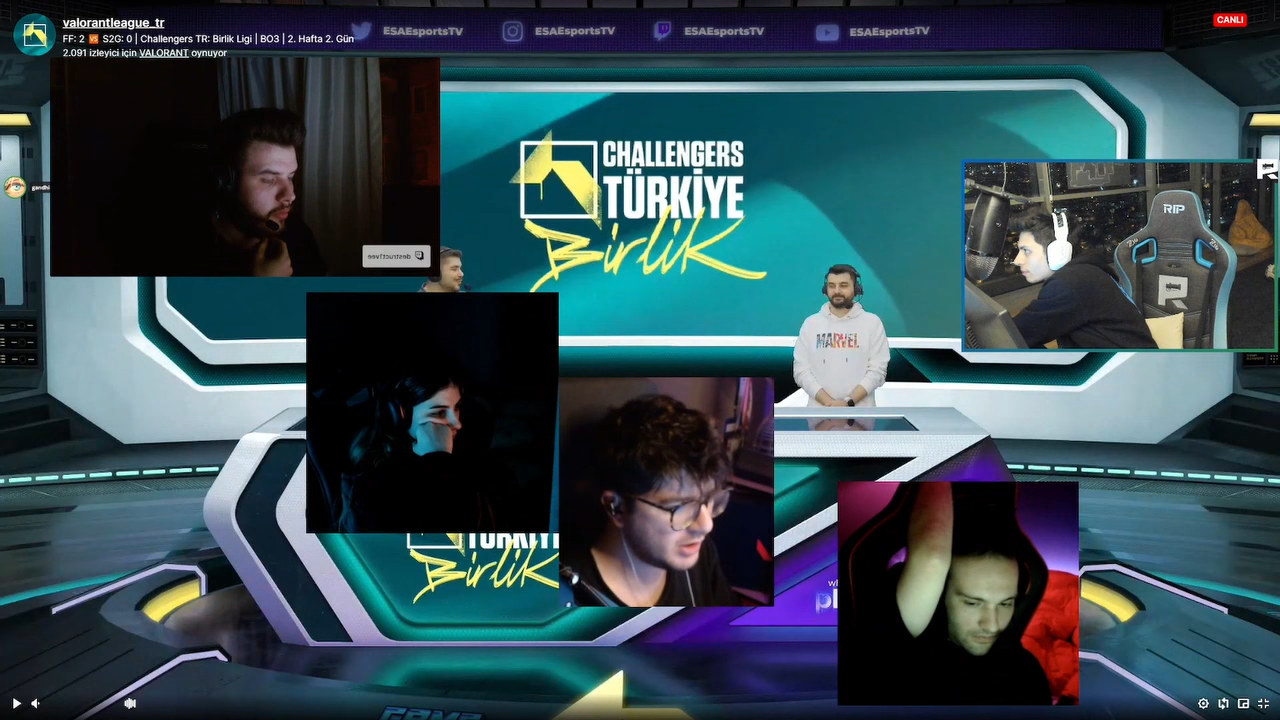 valorantleague_tr
FF: 2 🆚 S2G: 0 | Challengers TR: Birlik Ligi | BO3 | 2. Hafta 2. Gün
2.091 izleyici için VALORANT oynuyor
CANLI
ESAEsportsTV
ESAEsportsTV
ESAEsportsTV
ESAEsportsTV
CHALLENGERS
TÜRKİYE
Birlik
destruct1vee
RIP
MARVEL
Birlik